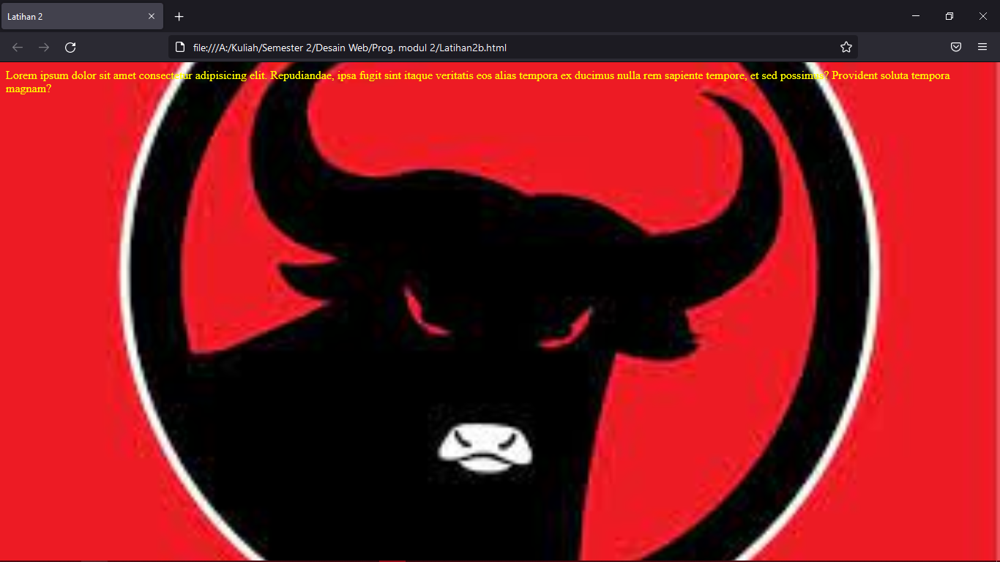 Latihan 2
file:///A:/Kuliah/Semester 2/Desain Web/Prog. modul 2/Latihan2b.html
Lorem ipsum dolor sit amet consectetur adipisicing elit. Repudiandae, ipsa fugit sint itaque veritatis eos alias tempora ex ducimus nulla rem sapiente tempore, et sed possimus? Provident soluta tempora
magnam?